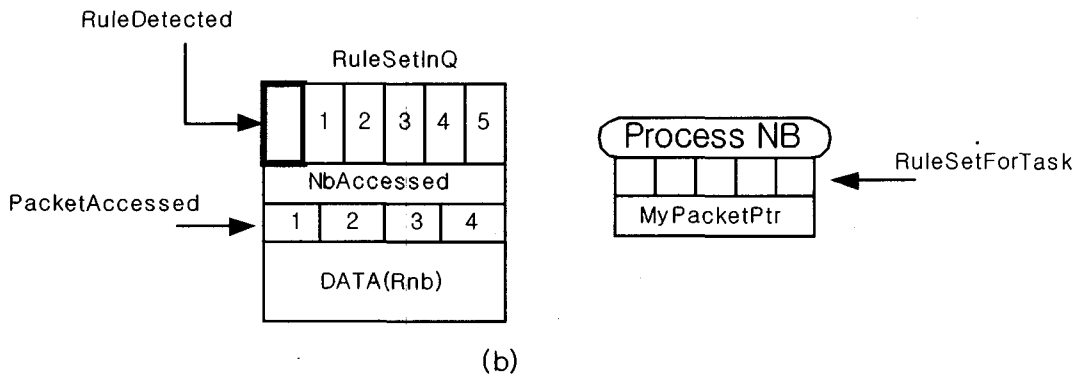 RuleDetected
RuleSetInQ
1 2 3 4 5
NbAccessed
PacketAccessed
1 2 3 4
DATA(Rnb)
Process NB
RuleSetForTask
MyPacketPtr
(b)